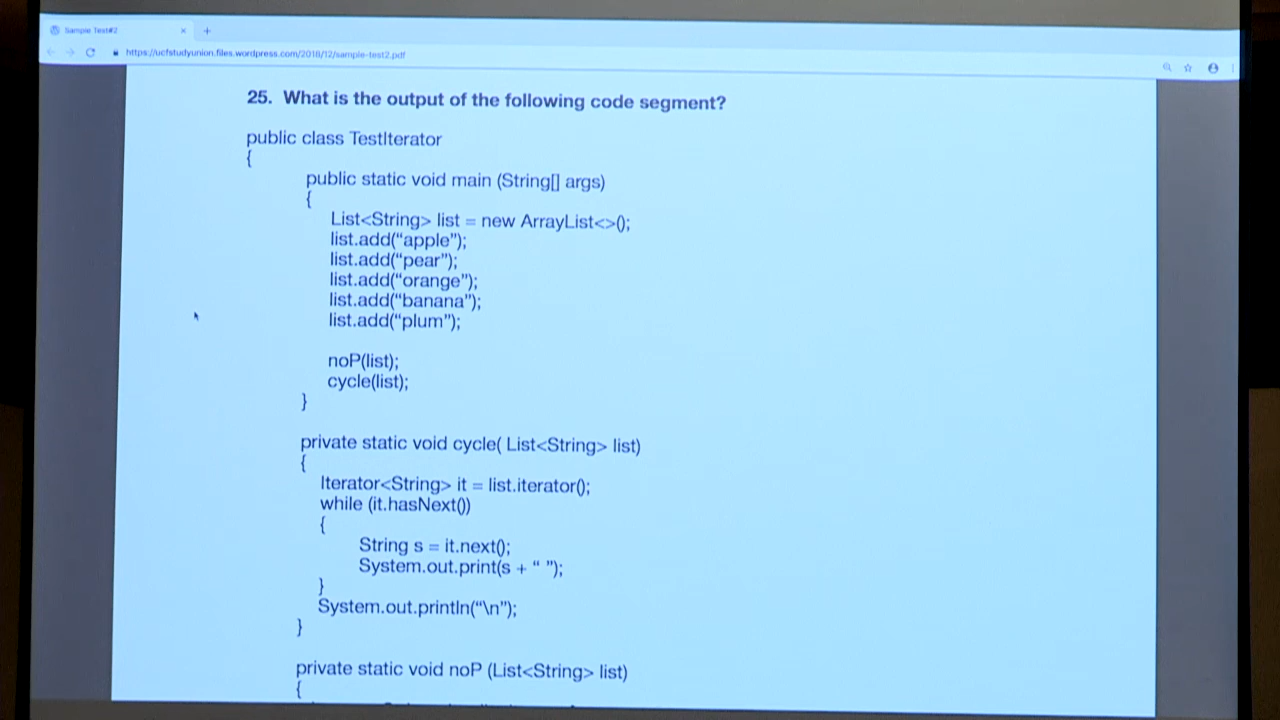 Sample Test#2
https://ucfstudyunion.files.wordpress.com/2018/12/sample-test2.pdf
25. What is the output of the following code segment?
public class TestIterator
{
public static void main (String[] args)
{
List<String> list = new ArrayList<>();
list.add(“apple”);
list.add(“pear”);
list.add(“orange”);
list.add(“banana”);
list.add(“plum”);
noP(list);
cycle(list);
}
private static void cycle( List<String> list)
{
Iterator<String> it = list.iterator();
while (it.hasNext())
{
String s = it.next();
System.out.print(s + “ ”);
}
System.out.println(“\n”);
}
private static void noP (List<String> list)
{